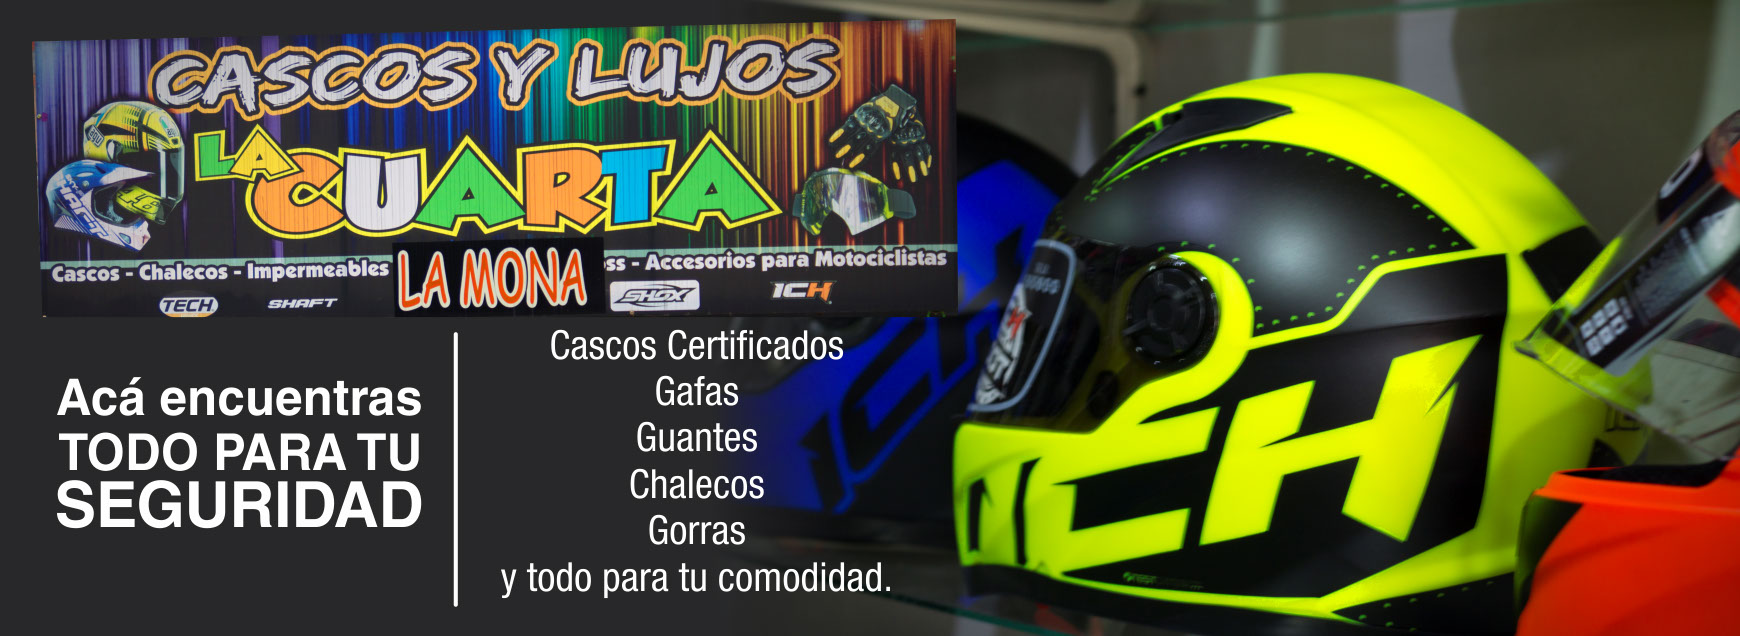 CASCOS Y LUJOS
LA CUARTA
Cascos - Chalecos - Impermeables
LA MONA
ss - Accesorios para Motociclistas
TECH
SHAFT
SHOX
ICH
Acá encuentras
TODO PARA TU
SEGURIDAD
Cascos Certificados
Gafas
Guantes
Chalecos
Gorras
y todo para tu comodidad.
ICH
ICH